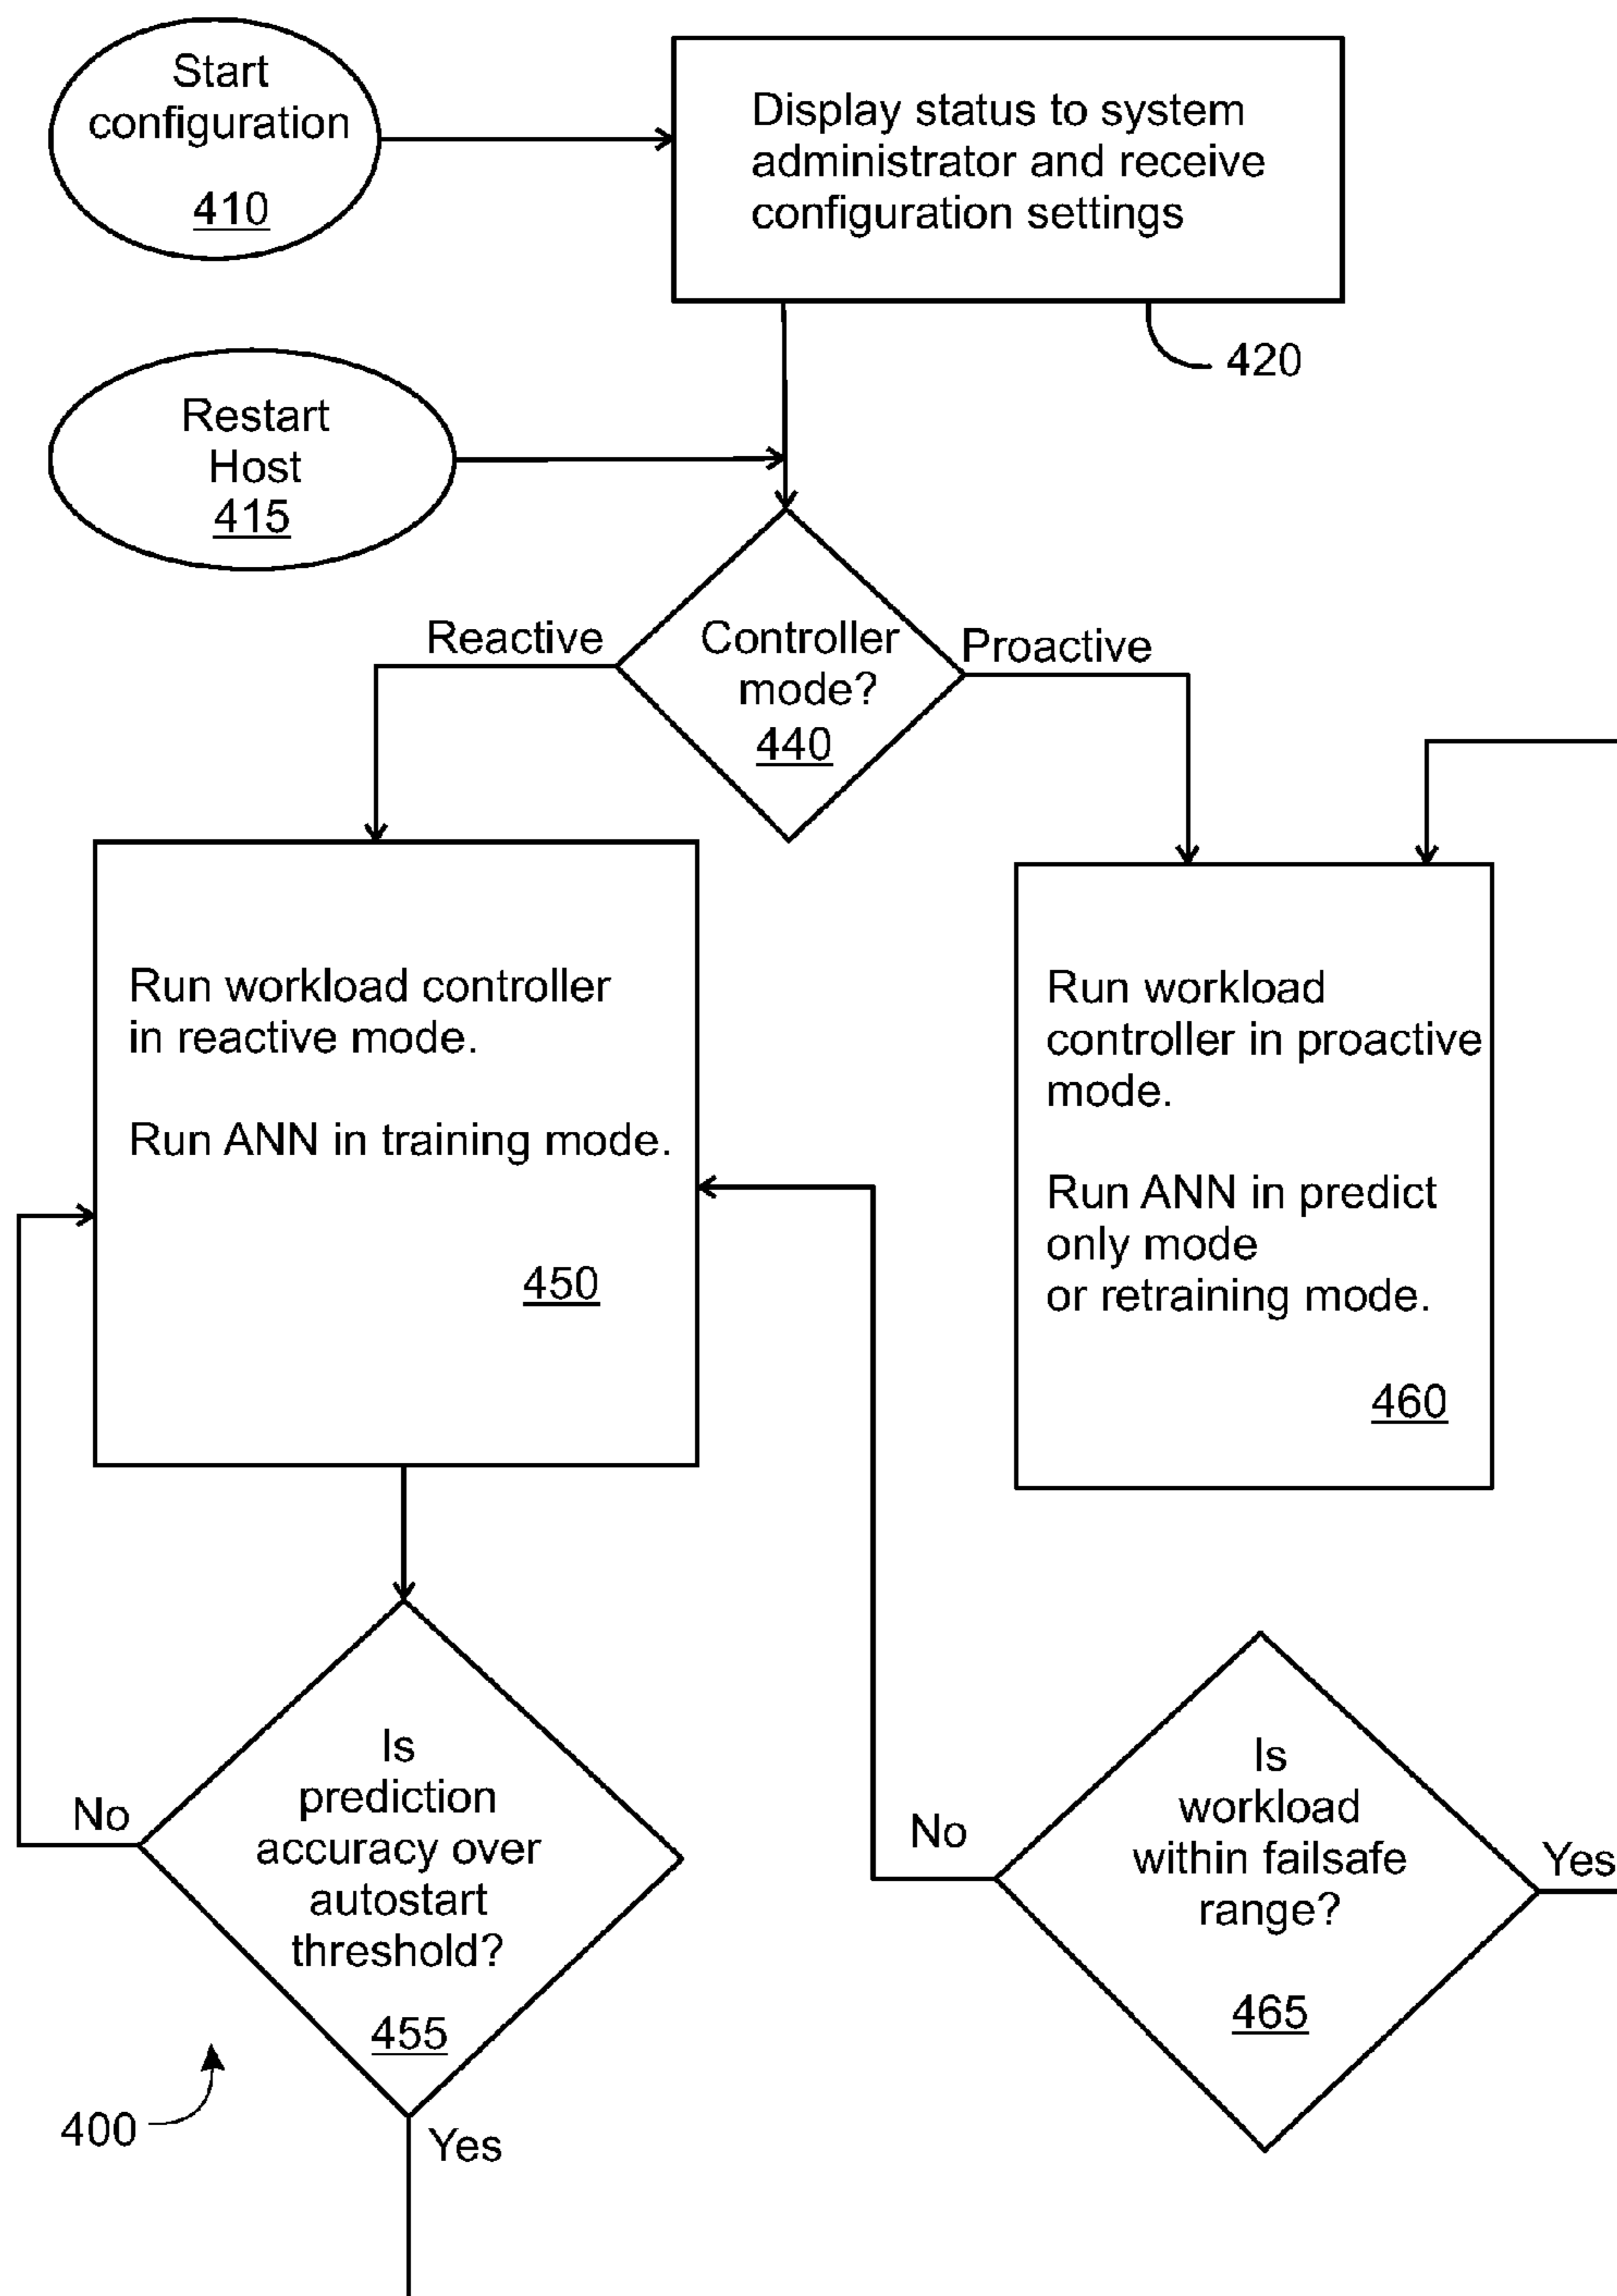 Start
configuration
410
Display status to system
administrator and receive
configuration settings
420
Restart
Host
415
Reactive
Controller
mode?
440
Proactive
Run workload controller
in reactive mode.
Run ANN in training mode.
450
Run workload
controller in proactive
mode.
Run ANN in predict
only mode
or retraining mode.
460
No
Is
prediction
accuracy over
autostart
threshold?
455
Yes
No
Is
workload
within failsafe
range?
465
Yes
400